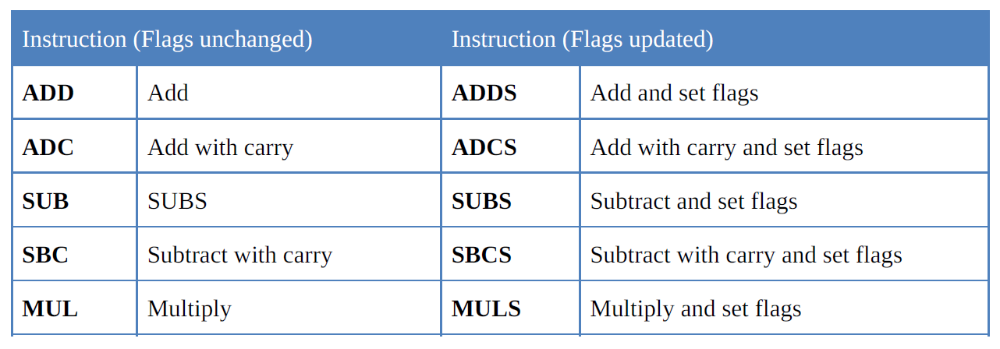 Instruction (Flags unchanged) Instruction (Flags updated)
ADD Add ADDS Add and set flags
ADC Add with carry ADCS Add with carry and set flags
SUB SUBS SUBS Subtract and set flags
SBC Subtract with carry SBCS Subtract with carry and set flags
MUL Multiply MULS Multiply and set flags